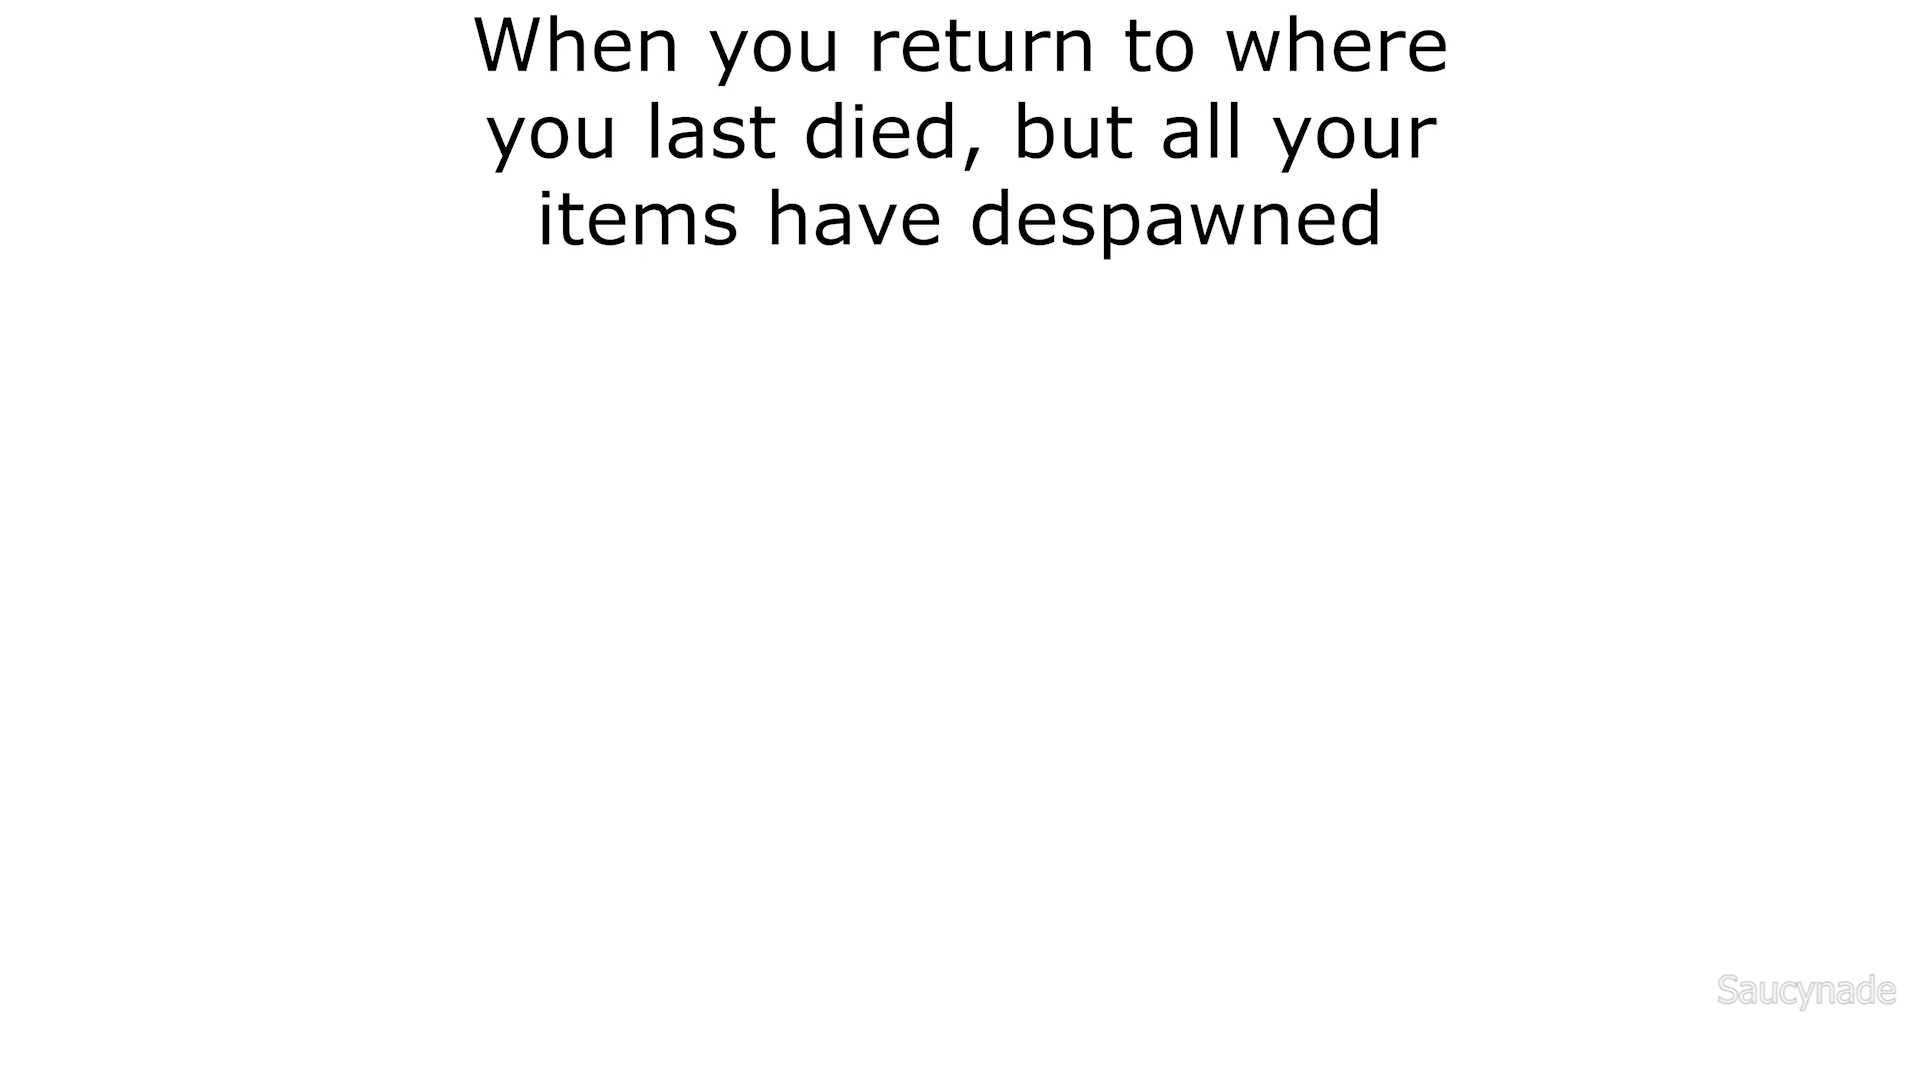 When you return to where
you last died, but all your
items have despawned
Saucynade